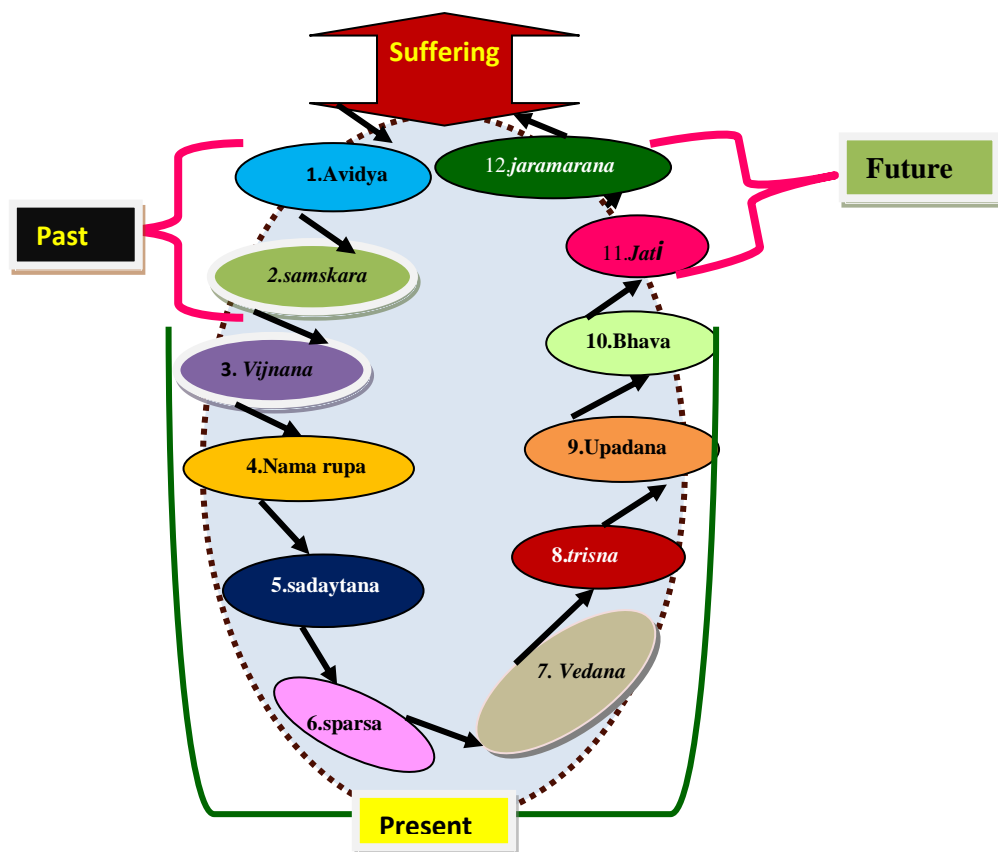 Suffering
1.Avidya
12.jaramarana
Future
Past
11.Jati
2.samskara
10.Bhava
3. Vijnana
9.Upadana
4.Nama rupa
8.trisna
5.sadaytana
7. Vedana
6.sparsa
Present